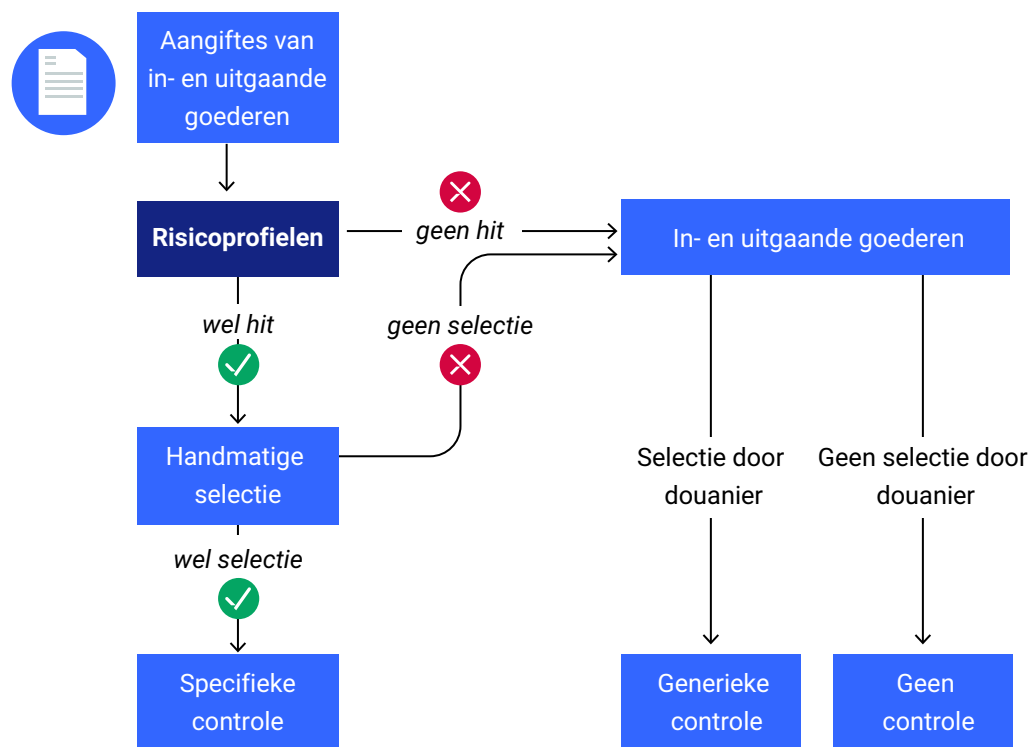 Aangiftes van
in- en uitgaande
goederen
Risicoprofielen
geen hit
In- en uitgaande goederen
wel hit
geen selectie
Handmatige
selectie
Selectie door
douanier
Geen selectie door
douanier
wel selectie
Specifieke
controle
Generieke
controle
Geen
controle